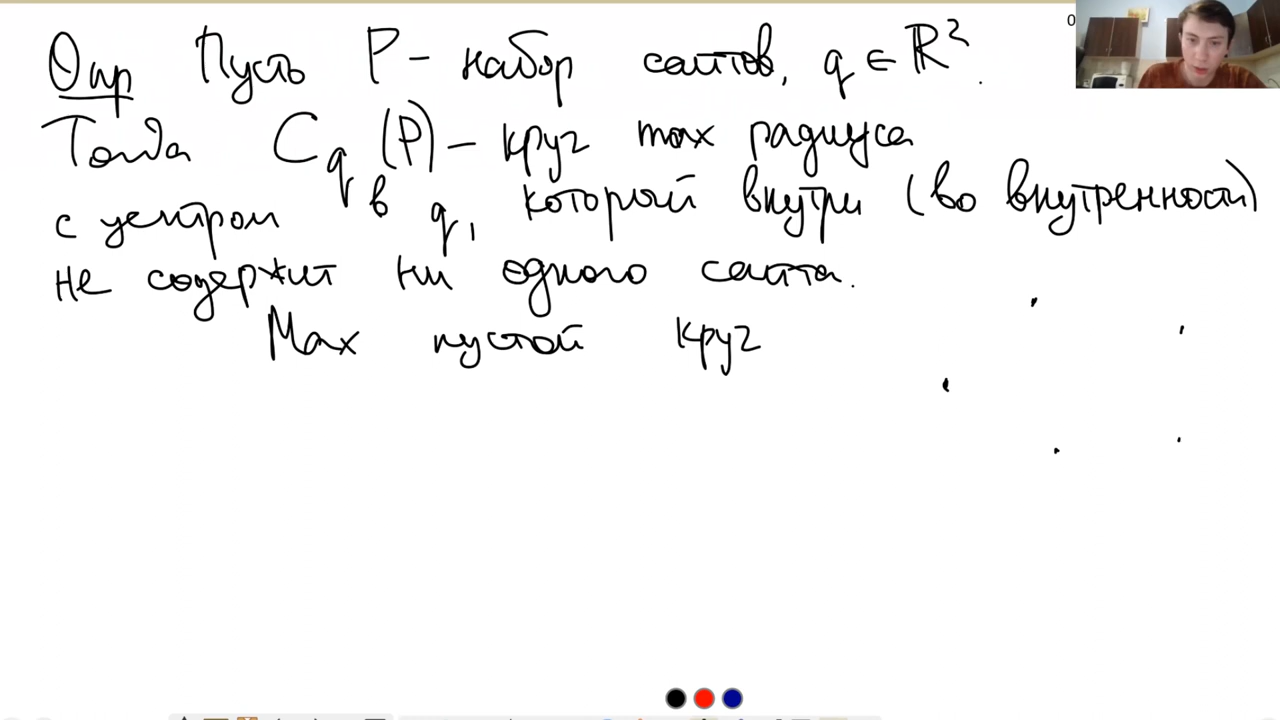 Опр Пусть P - набор сайтов, q ∈ ℝ².
Тогда C_q (P) - круг max радиуса
с центром в q, который внутри (во внутренности)
не содержит ни одного сайта.
Max пустой круг
0